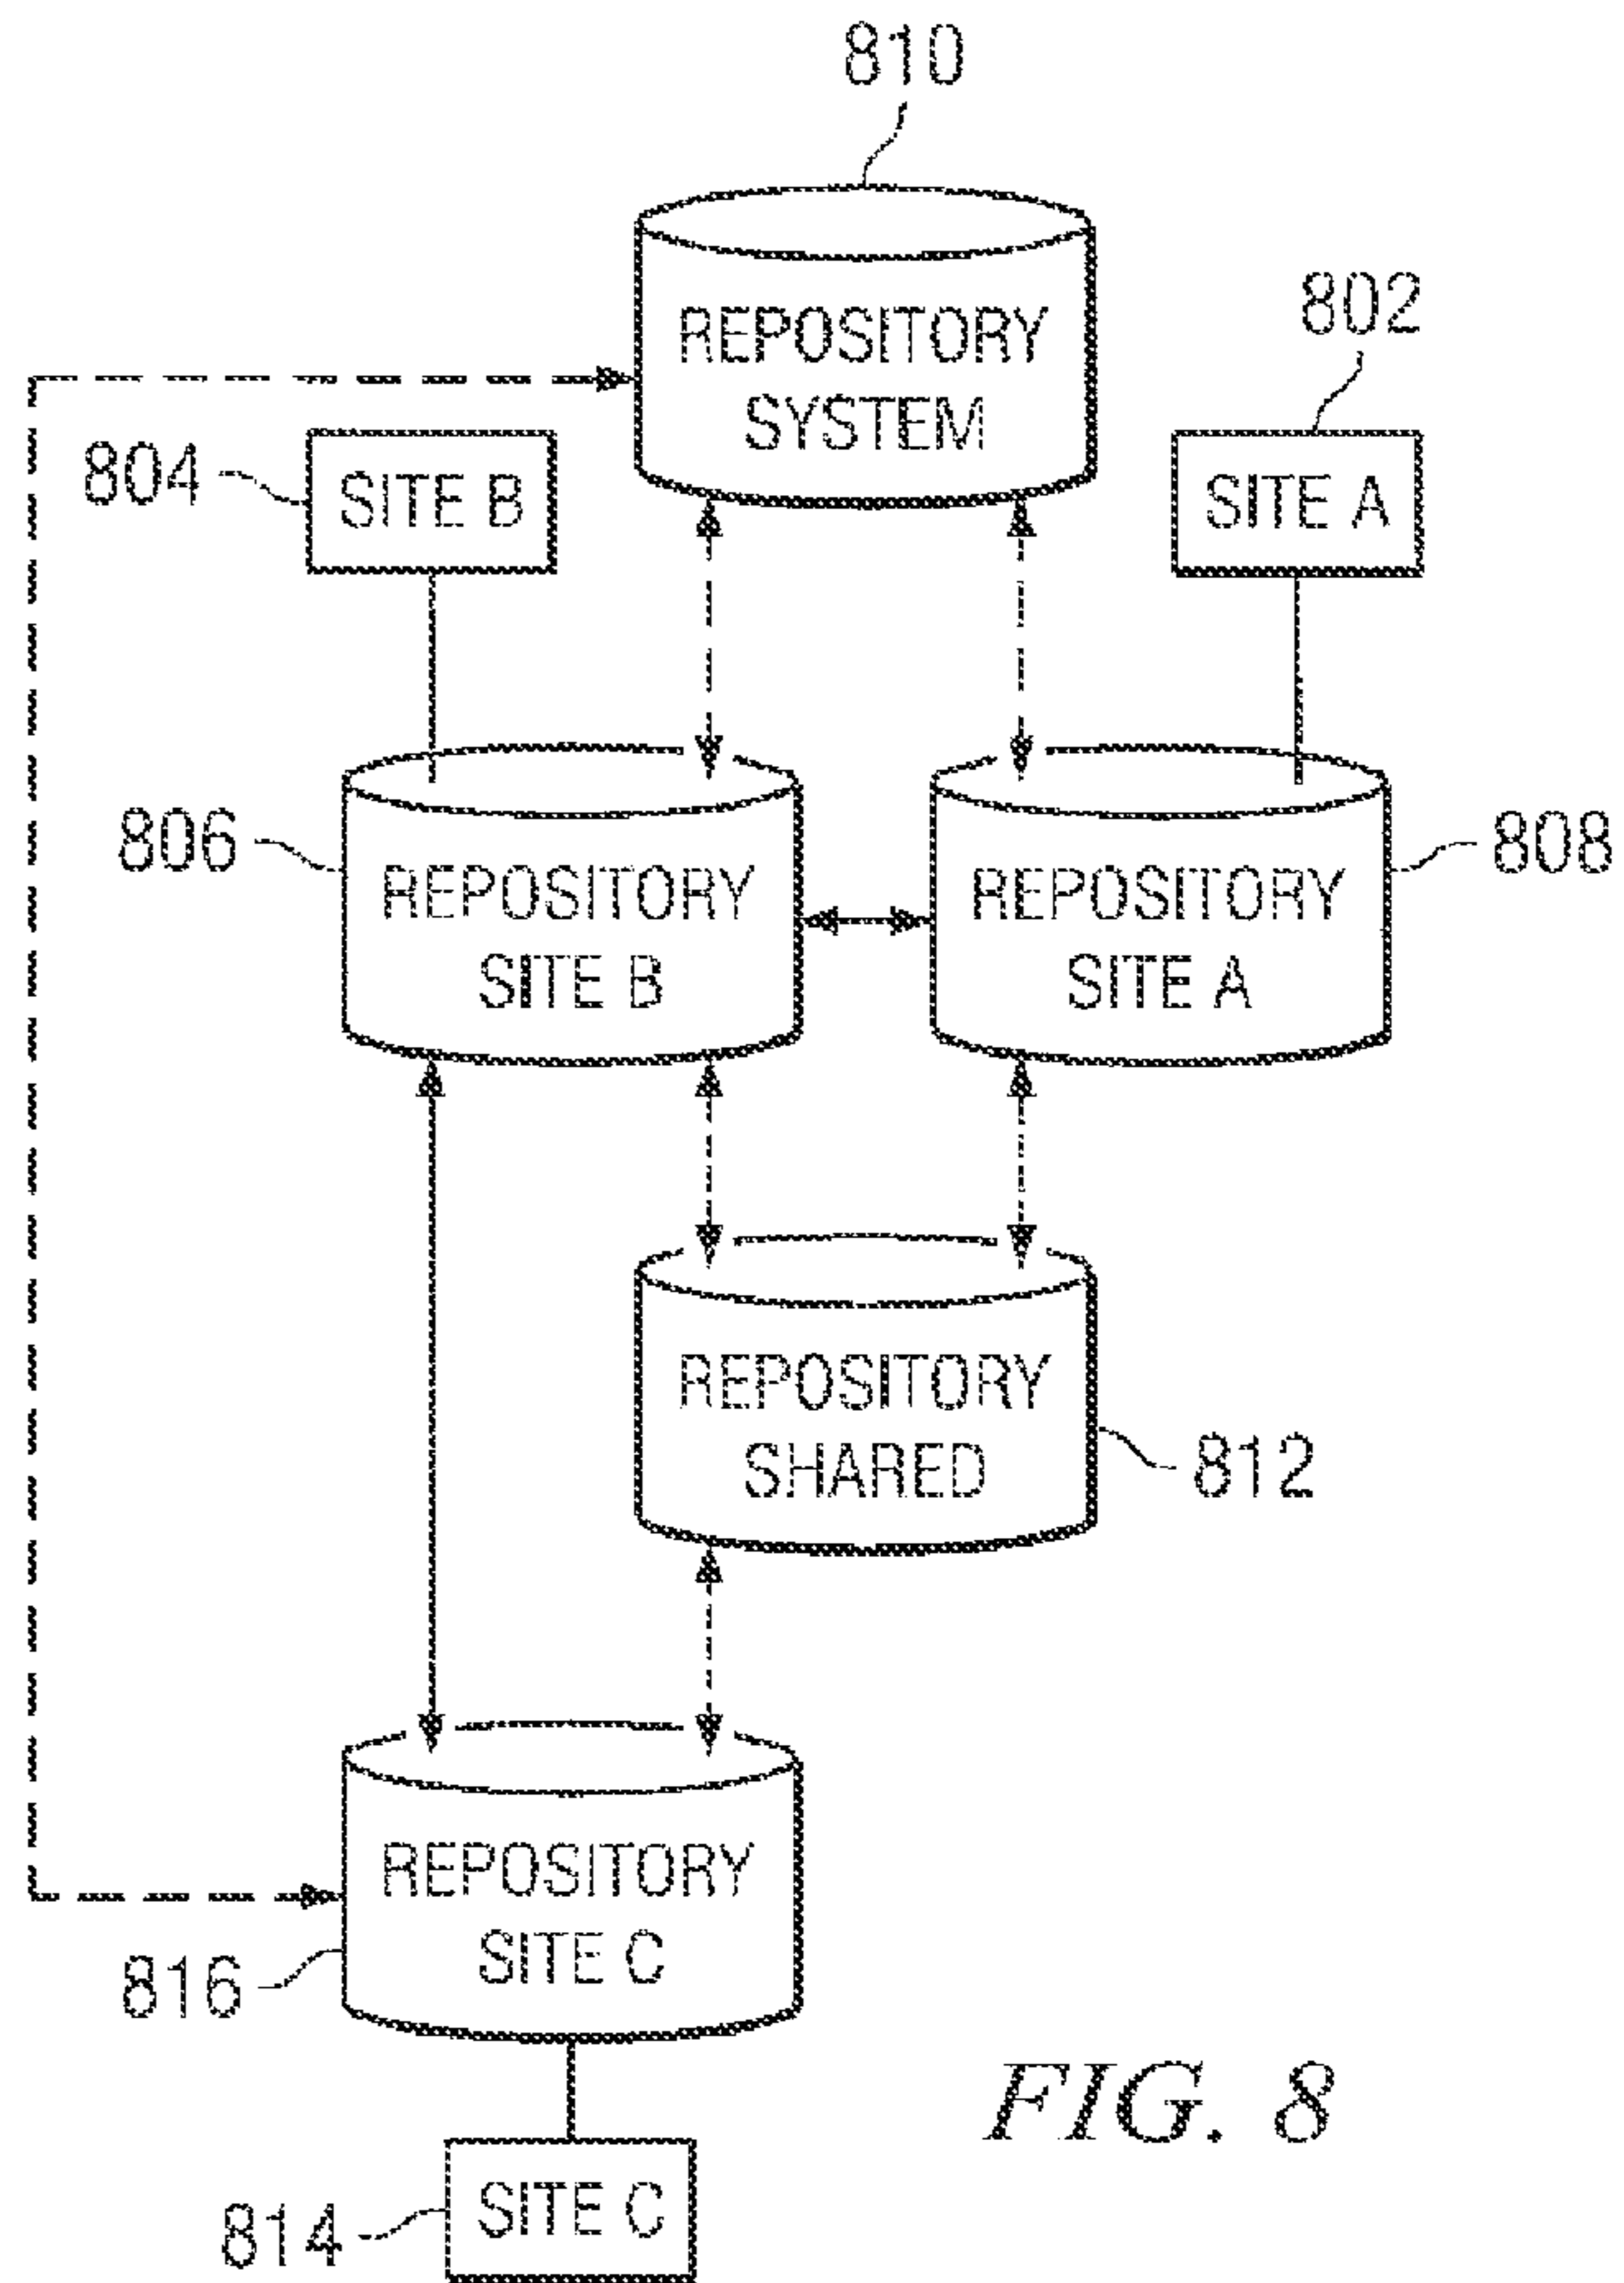 810
REPOSITORY
SYSTEM
802
804
SITE B
SITE A
806
REPOSITORY
SITE B
REPOSITORY
SITE A
808
REPOSITORY
SHARED
812
REPOSITORY
SITE C
816
FIG. 8
814
SITE C